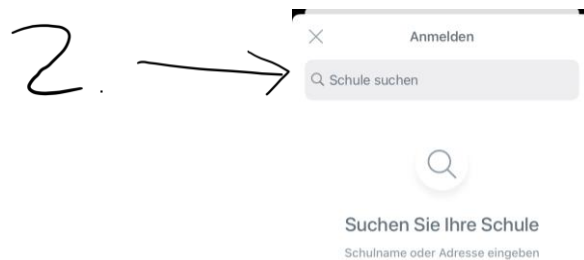 2.
Anmelden
Schule suchen
Suchen Sie Ihre Schule
Schulname oder Adresse eingeben